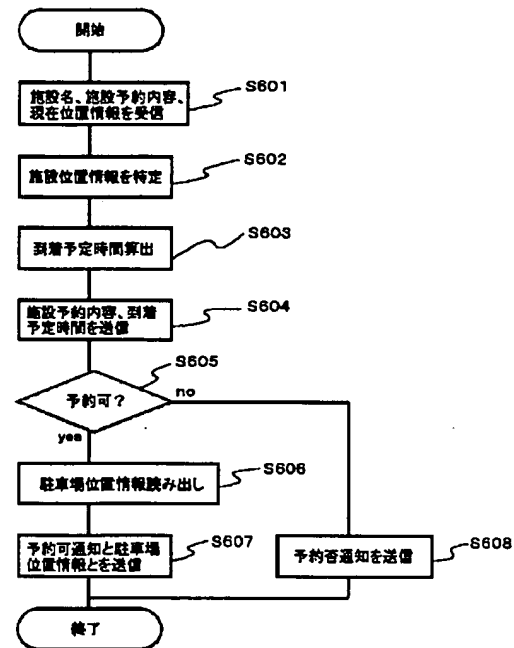 開始
施設名、施設予約内容、
現在位置情報を受信
S601
施設位置情報を特定
S602
到着予定時間算出
S603
施設予約内容、到着
予定時間を送信
S604
予約可?
S605
no
yes
駐車場位置情報読み出し
S606
予約可通知と駐車場
位置情報とを送信
S607
予約否通知を送信
S608
終了